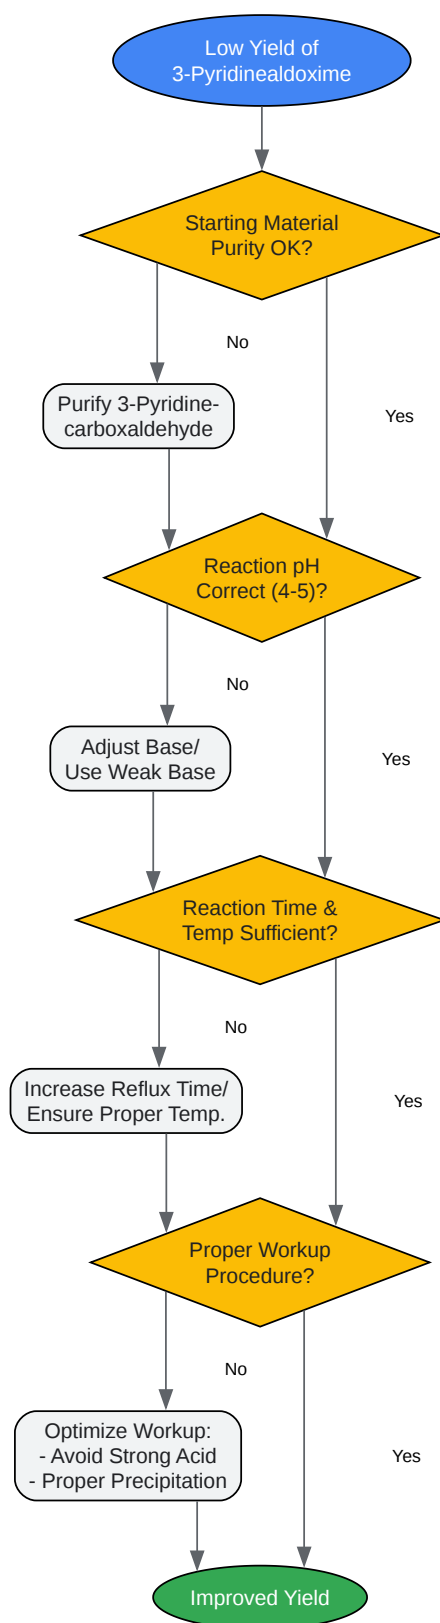 Low Yield of
3-Pyridinealdoxime
Starting Material
Purity OK?
No
Purify 3-Pyridine-
carboxaldehyde
Yes
Reaction pH
Correct (4-5)?
No
Adjust Base/
Use Weak Base
Yes
Reaction Time &
Temp Sufficient?
No
Increase Reflux Time/
Ensure Proper Temp.
Yes
Proper Workup
Procedure?
No
Optimize Workup:
- Avoid Strong Acid
- Proper Precipitation
Yes
Improved Yield